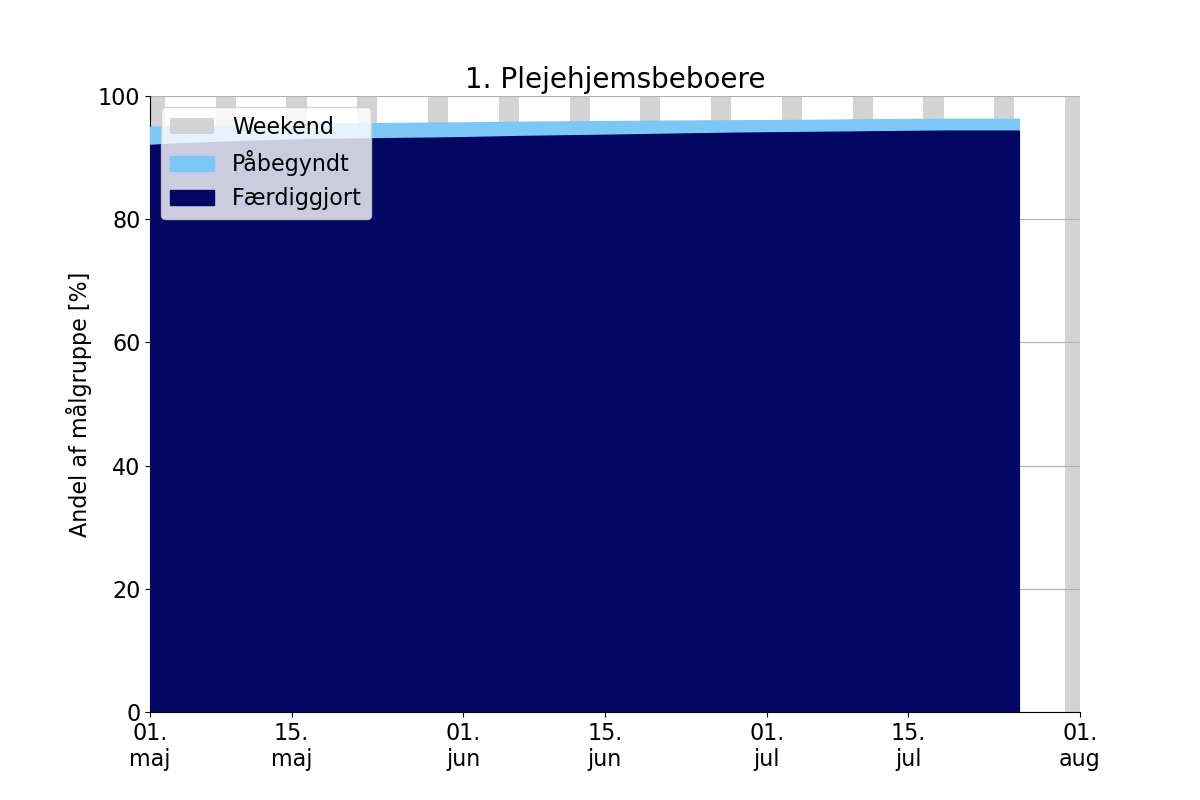 1. Plejehjemsbeboere
Andel af målgruppe [%]
100
80
60
40
20
0
Weekend
Påbegyndt
Færdiggjort
01. 15. 01. 15. 01. 15. 01.
maj maj jun jun jul jul aug